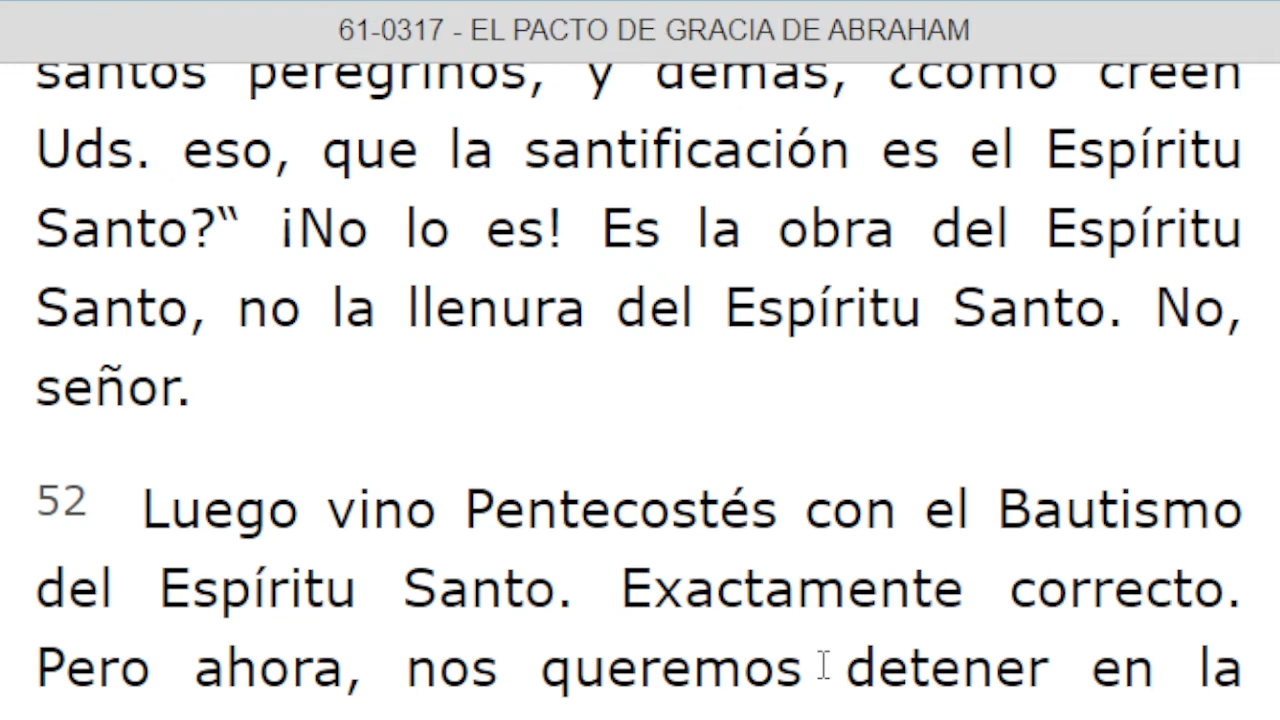 61-0317 - EL PACTO DE GRACIA DE ABRAHAM
santos peregrinos, y demás, ¿cómo creen
Uds. eso, que la santificación es el Espíritu
Santo?“ ¡No lo es! Es la obra del Espíritu
Santo, no la llenura del Espíritu Santo. No,
señor.
52 Luego vino Pentecostés con el Bautismo
del Espíritu Santo. Exactamente correcto.
Pero ahora, nos queremos detener en la